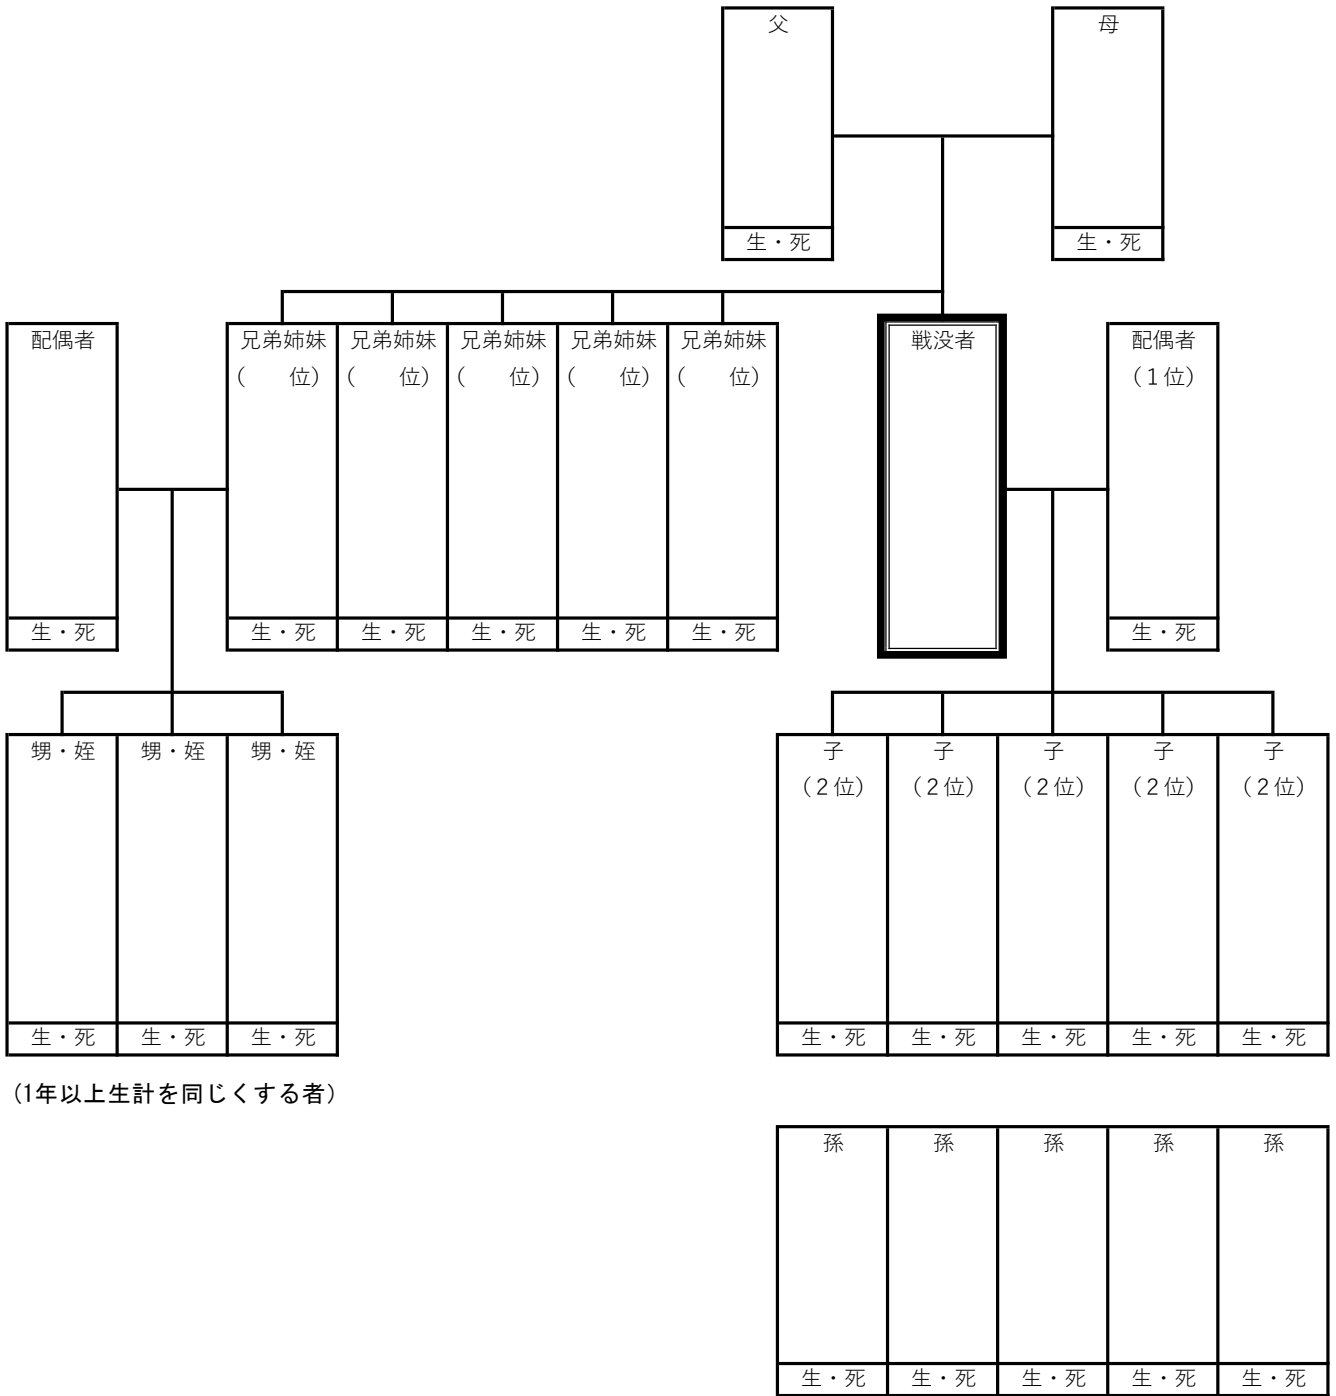 父 母
生・死 生・死
配偶者 兄弟姉妹 兄弟姉妹 兄弟姉妹 兄弟姉妹 兄弟姉妹 戦没者 配偶者
(　位) (　位) (　位) (　位) (　位) (1位)
生・死 生・死 生・死 生・死 生・死 生・死 生・死
甥・姪 甥・姪 甥・姪 子 子 子 子 子
(2位) (2位) (2位) (2位) (2位)
生・死 生・死 生・死 生・死 生・死 生・死 生・死 生・死
(1年以上生計を同じくする者)
孫 孫 孫 孫 孫
生・死 生・死 生・死 生・死 生・死